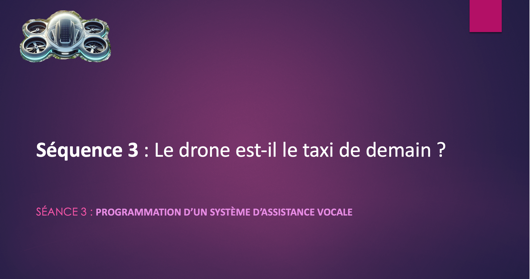 Séquence 3 : Le drone est-il le taxi de demain ?
SÉANCE 3 : PROGRAMMATION D'UN SYSTÈME D'ASSISTANCE VOCALE